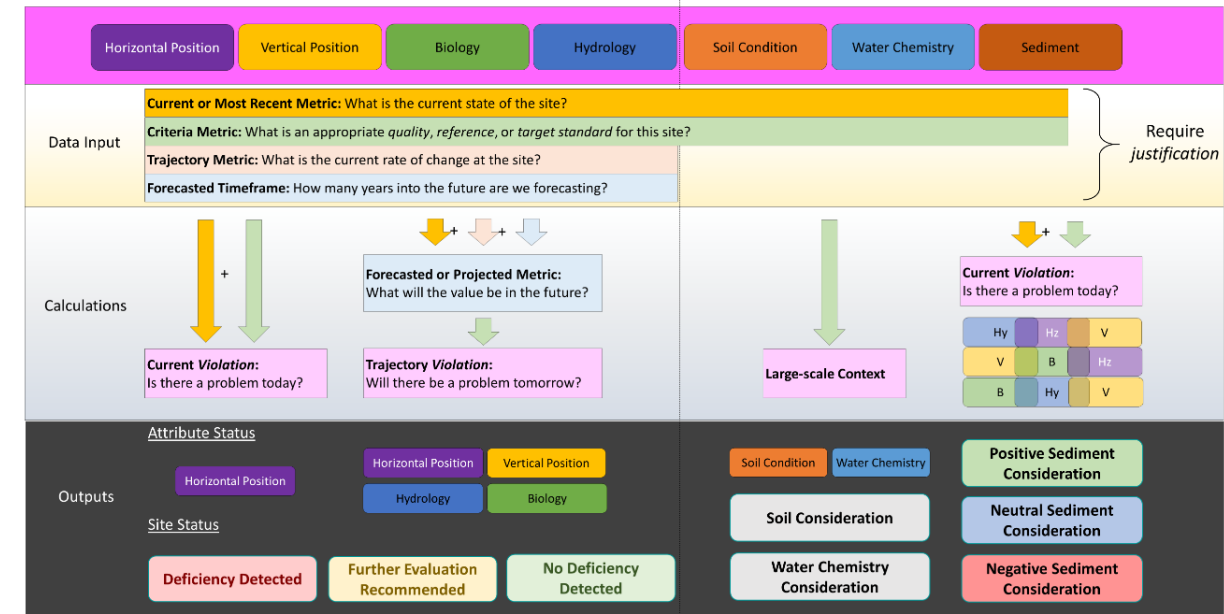 Horizontal Position
Vertical Position
Biology
Hydrology
Soil Condition
Water Chemistry
Sediment
Data Input
Current or Most Recent Metric: What is the current state of the site?
Criteria Metric: What is an appropriate quality, reference, or target standard for this site?
Trajectory Metric: What is the current rate of change at the site?
Forecasted Timeframe: How many years into the future are we forecasting?
Require
justification
Calculations
+
+
+
+
Forecasted or Projected Metric:
What will the value be in the future?
Current Violation:
Is there a problem today?
Trajectory Violation:
Will there be a problem tomorrow?
Large-scale Context
Current Violation:
Is there a problem today?
Hy Hz V
V B Hz
B Hy V
Outputs
Attribute Status
Horizontal Position
Horizontal Position
Vertical Position
Hydrology
Biology
Site Status
Deficiency Detected
Further Evaluation
Recommended
No Deficiency
Detected
Soil Condition
Water Chemistry
Soil Consideration
Water Chemistry
Consideration
Positive Sediment
Consideration
Neutral Sediment
Consideration
Negative Sediment
Consideration